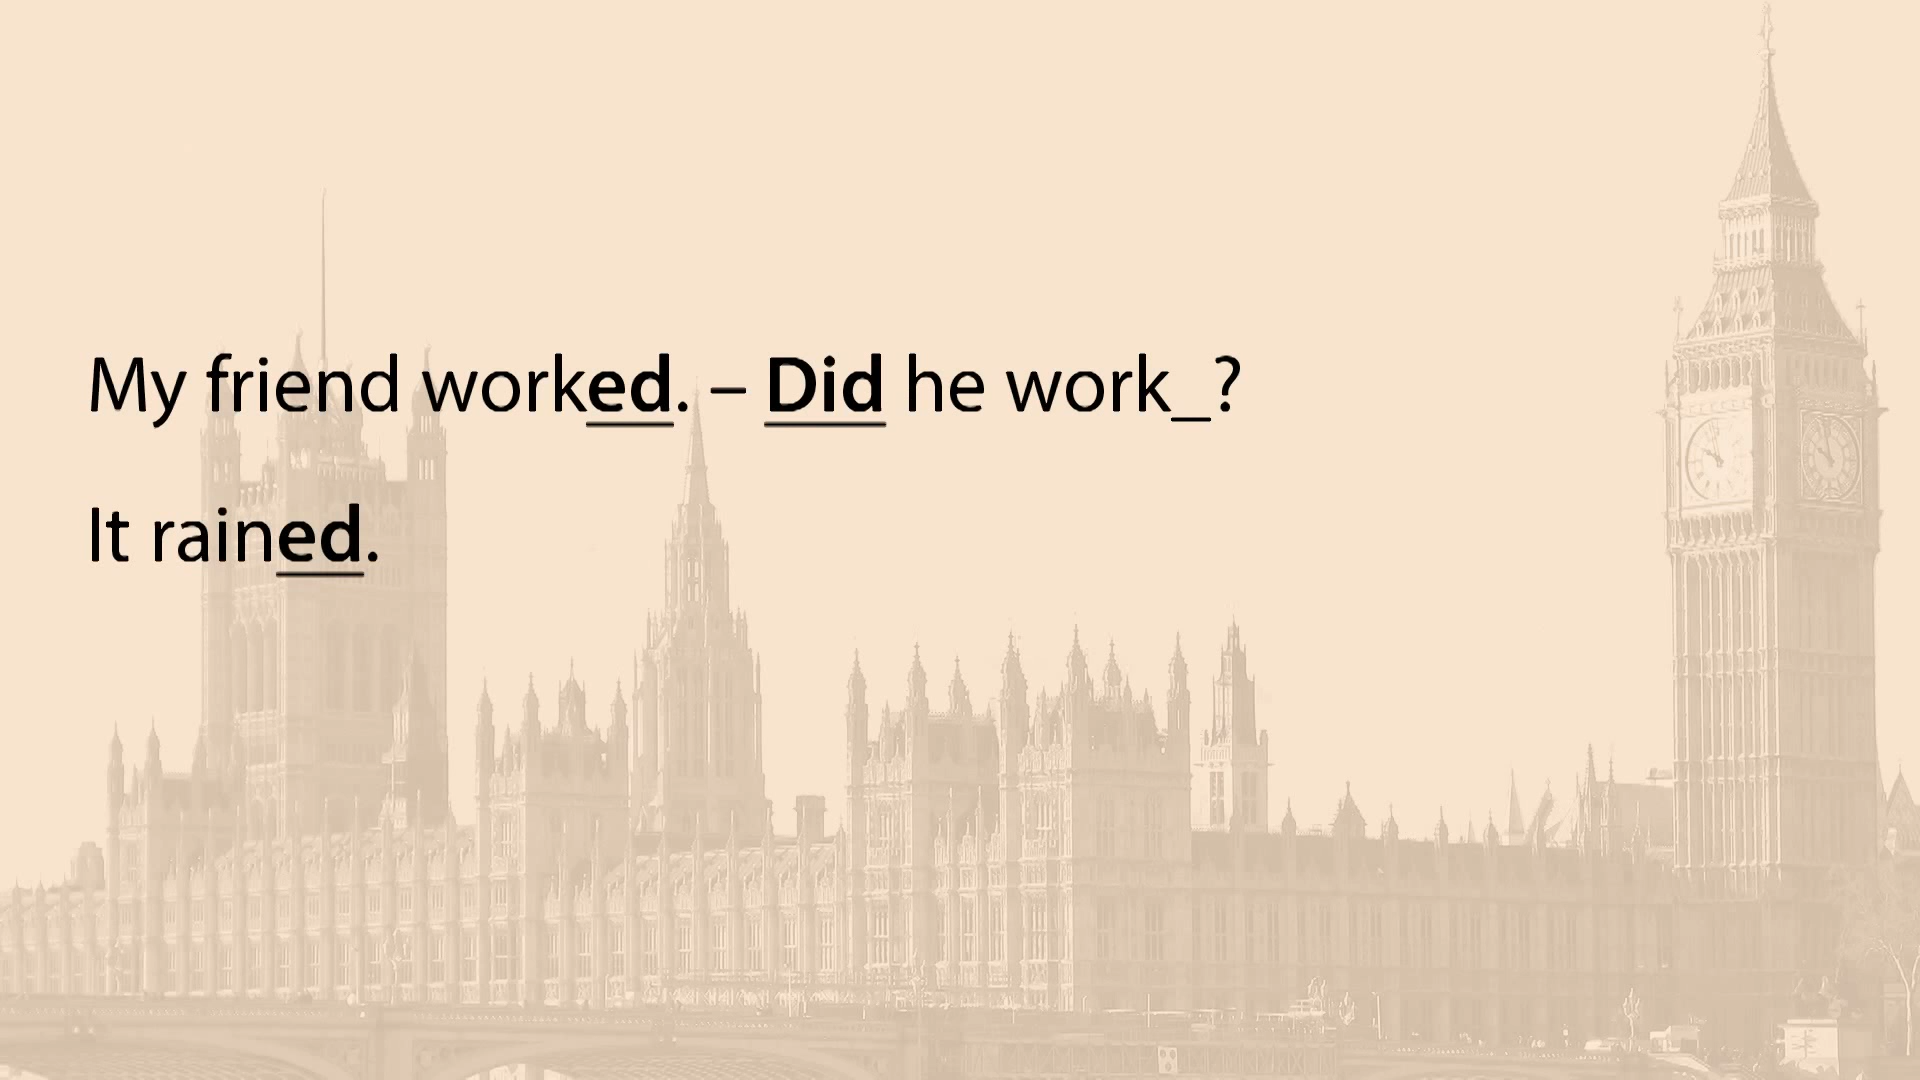 My friend worked. – Did he work_?
It rained.